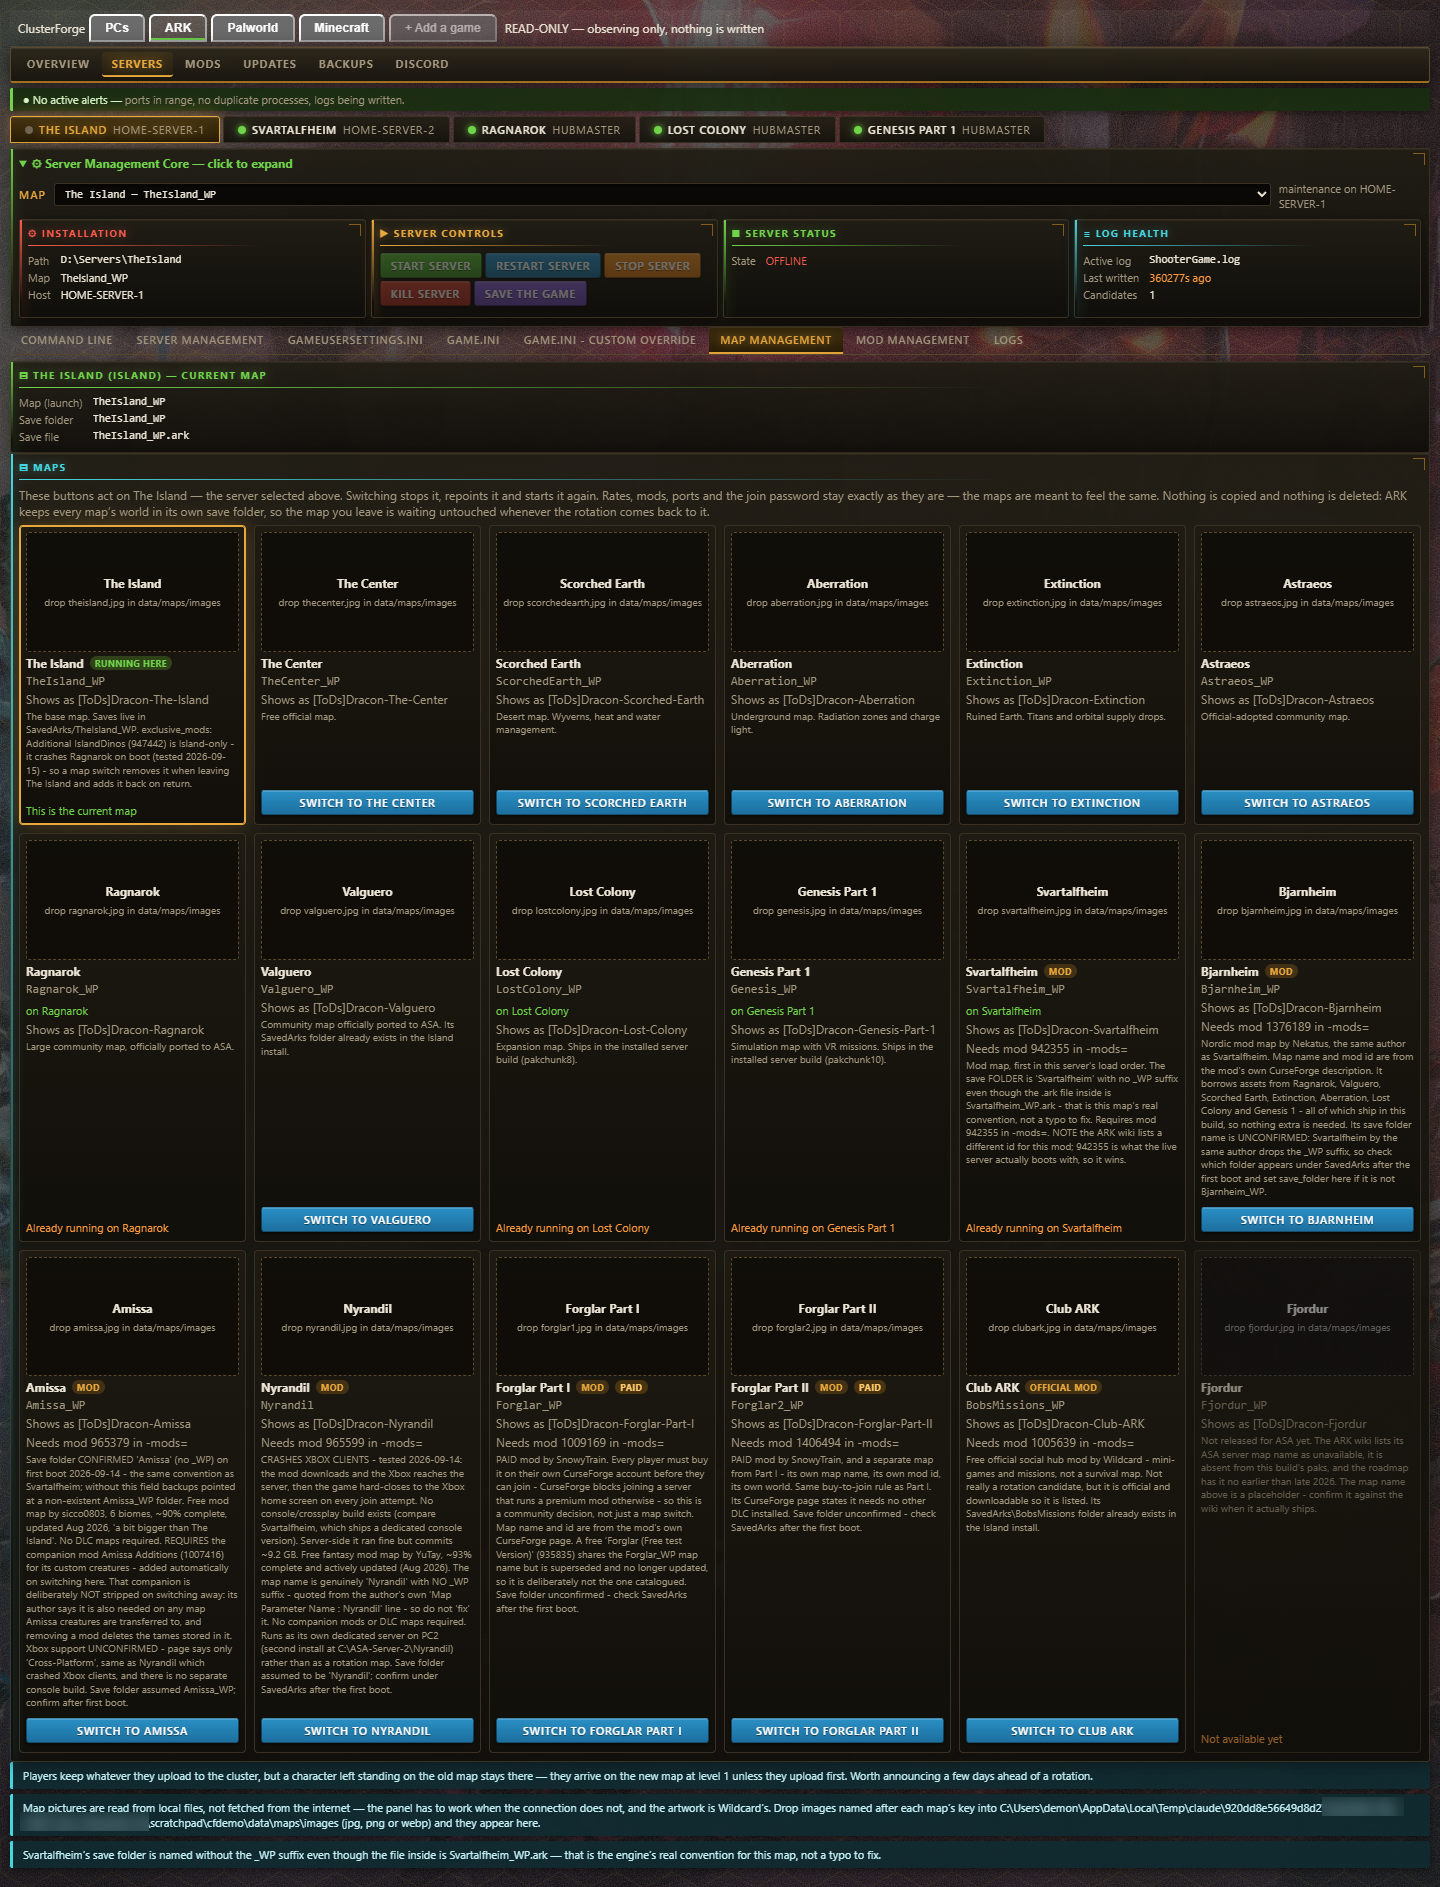 ClusterForge PCs ARK Palworld Minecraft + Add a game READ-ONLY — observing only, nothing is written
OVERVIEW SERVERS MODS UPDATES BACKUPS DISCORD
● No active alerts — ports in range, no duplicate processes, logs being written.
THE ISLAND HOME-SERVER-1 SVARTALFHEIM HOME-SERVER-2 RAGNAROK HUBMASTER LOST COLONY HUBMASTER GENESIS PART 1 HUBMASTER
▼ ⚙ Server Management Core — click to expand
MAP The Island — TheIsland_WP maintenance on HOME-
SERVER-1
⚙ INSTALLATION
Path D:\Servers\TheIsland
Map TheIsland_WP
Host HOME-SERVER-1
▶ SERVER CONTROLS
START SERVER RESTART SERVER STOP SERVER
KILL SERVER SAVE THE GAME
■ SERVER STATUS
State OFFLINE
≡ LOG HEALTH
Active log ShooterGame.log
Last written 360277s ago
Candidates 1
COMMAND LINE SERVER MANAGEMENT GAMEUSERSETTINGS.INI GAME.INI GAME.INI - CUSTOM OVERRIDE MAP MANAGEMENT MOD MANAGEMENT LOGS
⊟ THE ISLAND (ISLAND) — CURRENT MAP
Map (launch) TheIsland_WP
Save folder TheIsland_WP
Save file TheIsland_WP.ark
⊟ MAPS
These buttons act on The Island — the server selected above. Switching stops it, repoints it and starts it again. Rates, mods, ports and the join password stay exactly as they are — the maps are meant to feel the same. Nothing is copied and nothing is deleted: ARK
keeps every map's world in its own save folder, so the map you leave is waiting untouched whenever the rotation comes back to it.
The Island
drop theisland.jpg in data/maps/images
The Island RUNNING HERE
TheIsland_WP
Shows as [ToDs]Dracon-The-Island
The base map. Saves live in
SavedArks/TheIsland_WP. exclusive_mods:
Additional IslandDinos (947442) is Island-only -
it crashes Ragnarok on boot (tested 2026-09-
15) - so a map switch removes it when leaving
The Island and adds it back on return.
This is the current map
The Center
drop thecenter.jpg in data/maps/images
The Center
TheCenter_WP
Shows as [ToDs]Dracon-The-Center
Free official map.
SWITCH TO THE CENTER
Scorched Earth
drop scorchedearth.jpg in data/maps/images
Scorched Earth
ScorchedEarth_WP
Shows as [ToDs]Dracon-Scorched-Earth
Desert map. Wyverns, heat and water
management.
SWITCH TO SCORCHED EARTH
Aberration
drop aberration.jpg in data/maps/images
Aberration
Aberration_WP
Shows as [ToDs]Dracon-Aberration
Underground map. Radiation zones and charge
light.
SWITCH TO ABERRATION
Extinction
drop extinction.jpg in data/maps/images
Extinction
Extinction_WP
Shows as [ToDs]Dracon-Extinction
Ruined Earth. Titans and orbital supply drops.
SWITCH TO EXTINCTION
Astraeos
drop astraeos.jpg in data/maps/images
Astraeos
Astraeos_WP
Shows as [ToDs]Dracon-Astraeos
Official-adopted community map.
SWITCH TO ASTRAEOS
Ragnarok
drop ragnarok.jpg in data/maps/images
Ragnarok
Ragnarok_WP
on Ragnarok
Shows as [ToDs]Dracon-Ragnarok
Large community map, officially ported to ASA.
Already running on Ragnarok
Valguero
drop valguero.jpg in data/maps/images
Valguero
Valguero_WP
Shows as [ToDs]Dracon-Valguero
Community map officially ported to ASA. Its
SavedArks folder already exists in the Island
install.
SWITCH TO VALGUERO
Lost Colony
drop lostcolony.jpg in data/maps/images
Lost Colony
LostColony_WP
on Lost Colony
Shows as [ToDs]Dracon-Lost-Colony
Expansion map. Ships in the installed server
build (pakchunk8).
Already running on Lost Colony
Genesis Part 1
drop genesis.jpg in data/maps/images
Genesis Part 1
Genesis_WP
on Genesis Part 1
Shows as [ToDs]Dracon-Genesis-Part-1
Simulation map with VR missions. Ships in the
installed server build (pakchunk10).
Already running on Genesis Part 1
Svartalfheim
drop svartalfheim.jpg in data/maps/images
Svartalfheim MOD
Svartalfheim_WP
on Svartalfheim
Shows as [ToDs]Dracon-Svartalfheim
Needs mod 942355 in -mods=
Mod map, first in this server's load order. The
save FOLDER is 'Svartalfheim' with no _WP suffix
even though the .ark file inside is
Svartalfheim_WP.ark - that is this map's real
convention, not a typo to fix. Requires mod
942355 in -mods=. NOTE the ARK wiki lists a
different id for this mod; 942355 is what the live
server actually boots with, so it wins.
Already running on Svartalfheim
Bjarnheim
drop bjarnheim.jpg in data/maps/images
Bjarnheim MOD
Bjarnheim_WP
Shows as [ToDs]Dracon-Bjarnheim
Needs mod 1376189 in -mods=
Nordic mod map by Nekatus, the same author
as Svartalfheim. Map name and mod id are from
the mod's own CurseForge description. It
borrows assets from Ragnarok, Valguero,
Scorched Earth, Extinction, Aberration, Lost
Colony and Genesis 1 - all of which ship in this
build, so nothing extra is needed. Its save folder
name is UNCONFIRMED: Svartalfheim by the
same author drops the _WP suffix, so check
which folder appears under SavedArks after the
first boot and set save_folder here if it is not
Bjarnheim_WP.
SWITCH TO BJARNHEIM
Amissa
drop amissa.jpg in data/maps/images
Amissa MOD
Amissa_WP
Shows as [ToDs]Dracon-Amissa
Needs mod 965379 in -mods=
Save folder CONFIRMED 'Amissa' (no _WP) on
first boot 2026-09-14 - the same convention as
Svartalfheim; without this field backups pointed
at a non-existent Amissa_WP folder. Free mod
map by sicco0803, 6 biomes, ~90% complete,
updated Aug 2026, 'a bit bigger than The
Island'. No DLC maps required. REQUIRES the
companion mod Amissa Additions (1007416)
for its custom creatures - added automatically
on switching here. That companion is
deliberately NOT stripped on switching away: its
author says it is also needed on any map
Amissa creatures are transferred to, and
removing a mod deletes the tames stored in it.
Xbox support UNCONFIRMED - page says only
'Cross-Platform', same as Nyrandil which
crashed Xbox clients, and there is no separate
console build. Save folder assumed Amissa_WP;
confirm after first boot.
SWITCH TO AMISSA
Nyrandil
drop nyrandil.jpg in data/maps/images
Nyrandil MOD
Nyrandil
Shows as [ToDs]Dracon-Nyrandil
Needs mod 965599 in -mods=
CRASHES XBOX CLIENTS - tested 2026-09-14:
the mod downloads and the Xbox reaches the
server, then the game hard-closes to the Xbox
home screen on every join attempt. No
console/crossplay build exists (compare
Svartalfheim, which ships a dedicated console
version). Server-side it ran fine but commits
~9.2 GB. Free fantasy mod map by YuTay, ~93%
complete and actively updated (Aug 2026). The
map name is genuinely 'Nyrandil' with NO _WP
suffix - quoted from the author's own 'Map
Parameter Name : Nyrandil' line - so do not 'fix'
it. No companion mods or DLC maps required.
Runs as its own dedicated server on PC2
(second install at C:\ASA-Server-2\Nyrandil)
rather than as a rotation map. Save folder
assumed to be 'Nyrandil'; confirm under
SavedArks after the first boot.
SWITCH TO NYRANDIL
Forglar Part I
drop forglar1.jpg in data/maps/images
Forglar Part I MOD PAID
Forglar_WP
Shows as [ToDs]Dracon-Forglar-Part-I
Needs mod 1009169 in -mods=
PAID mod by SnowyTrain. Every player must buy
it on their own CurseForge account before they
can join - CurseForge blocks joining a server
that runs a premium mod otherwise - so this is
a community decision, not just a map switch.
Map name and id are from the mod's own
CurseForge page. A free 'Forglar (Free test
Version)' (935835) shares the Forglar_WP map
name but is superseded and no longer updated,
so it is deliberately not the one catalogued.
Save folder unconfirmed - check SavedArks
after the first boot.
SWITCH TO FORGLAR PART I
Forglar Part II
drop forglar2.jpg in data/maps/images
Forglar Part II MOD PAID
Forglar2_WP
Shows as [ToDs]Dracon-Forglar-Part-II
Needs mod 1406494 in -mods=
PAID mod by SnowyTrain, and a separate map
from Part I - its own map name, its own mod id,
its own world. Same buy-to-join rule as Part I.
Its CurseForge page states it needs no other
DLC installed. Save folder unconfirmed - check
SavedArks after the first boot.
SWITCH TO FORGLAR PART II
Club ARK
drop clubark.jpg in data/maps/images
Club ARK OFFICIAL MOD
BobsMissions_WP
Shows as [ToDs]Dracon-Club-ARK
Needs mod 1005639 in -mods=
Free official social hub mod by Wildcard - mini-
games and missions, not a survival map. Not
really a rotation candidate, but it is official and
downloadable so it is listed. Its
SavedArks\BobsMissions folder already exists in
the Island install.
SWITCH TO CLUB ARK
Fjordur
drop fjordur.jpg in data/maps/images
Fjordur
Fjordur_WP
Shows as [ToDs]Dracon-Fjordur
Not released for ASA yet. The ARK wiki lists its
ASA server map name as unavailable, it is
absent from this build's paks, and the roadmap
has it no earlier than late 2026. The map name
above is a placeholder - confirm it against the
wiki when it actually ships.
Not available yet
Players keep whatever they upload to the cluster, but a character left standing on the old map stays there — they arrive on the new map at level 1 unless they upload first. Worth announcing a few days ahead of a rotation.
Map pictures are read from local files, not fetched from the internet — the panel has to work when the connection does not, and the artwork is Wildcard's. Drop images named after each map's key into C:\Users\demon\AppData\Local\Temp\claude\920dd8e56649d8d2
\scratchpad\cfdemo\data\maps\images (jpg, png or webp) and they appear here.
Svartalfheim's save folder is named without the _WP suffix even though the file inside is Svartalfheim_WP.ark — that is the engine's real convention for this map, not a typo to fix.